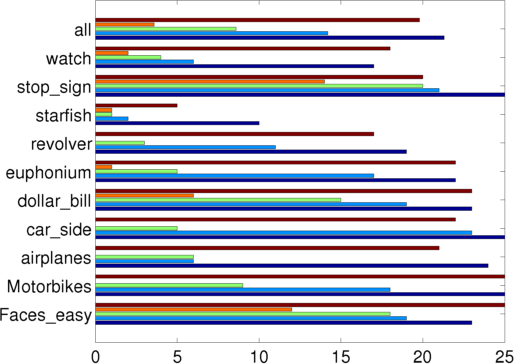 all
watch
stop_sign
starfish
revolver
euphonium
dollar_bill
car_side
airplanes
Motorbikes
Faces_easy
0 5 10 15 20 25